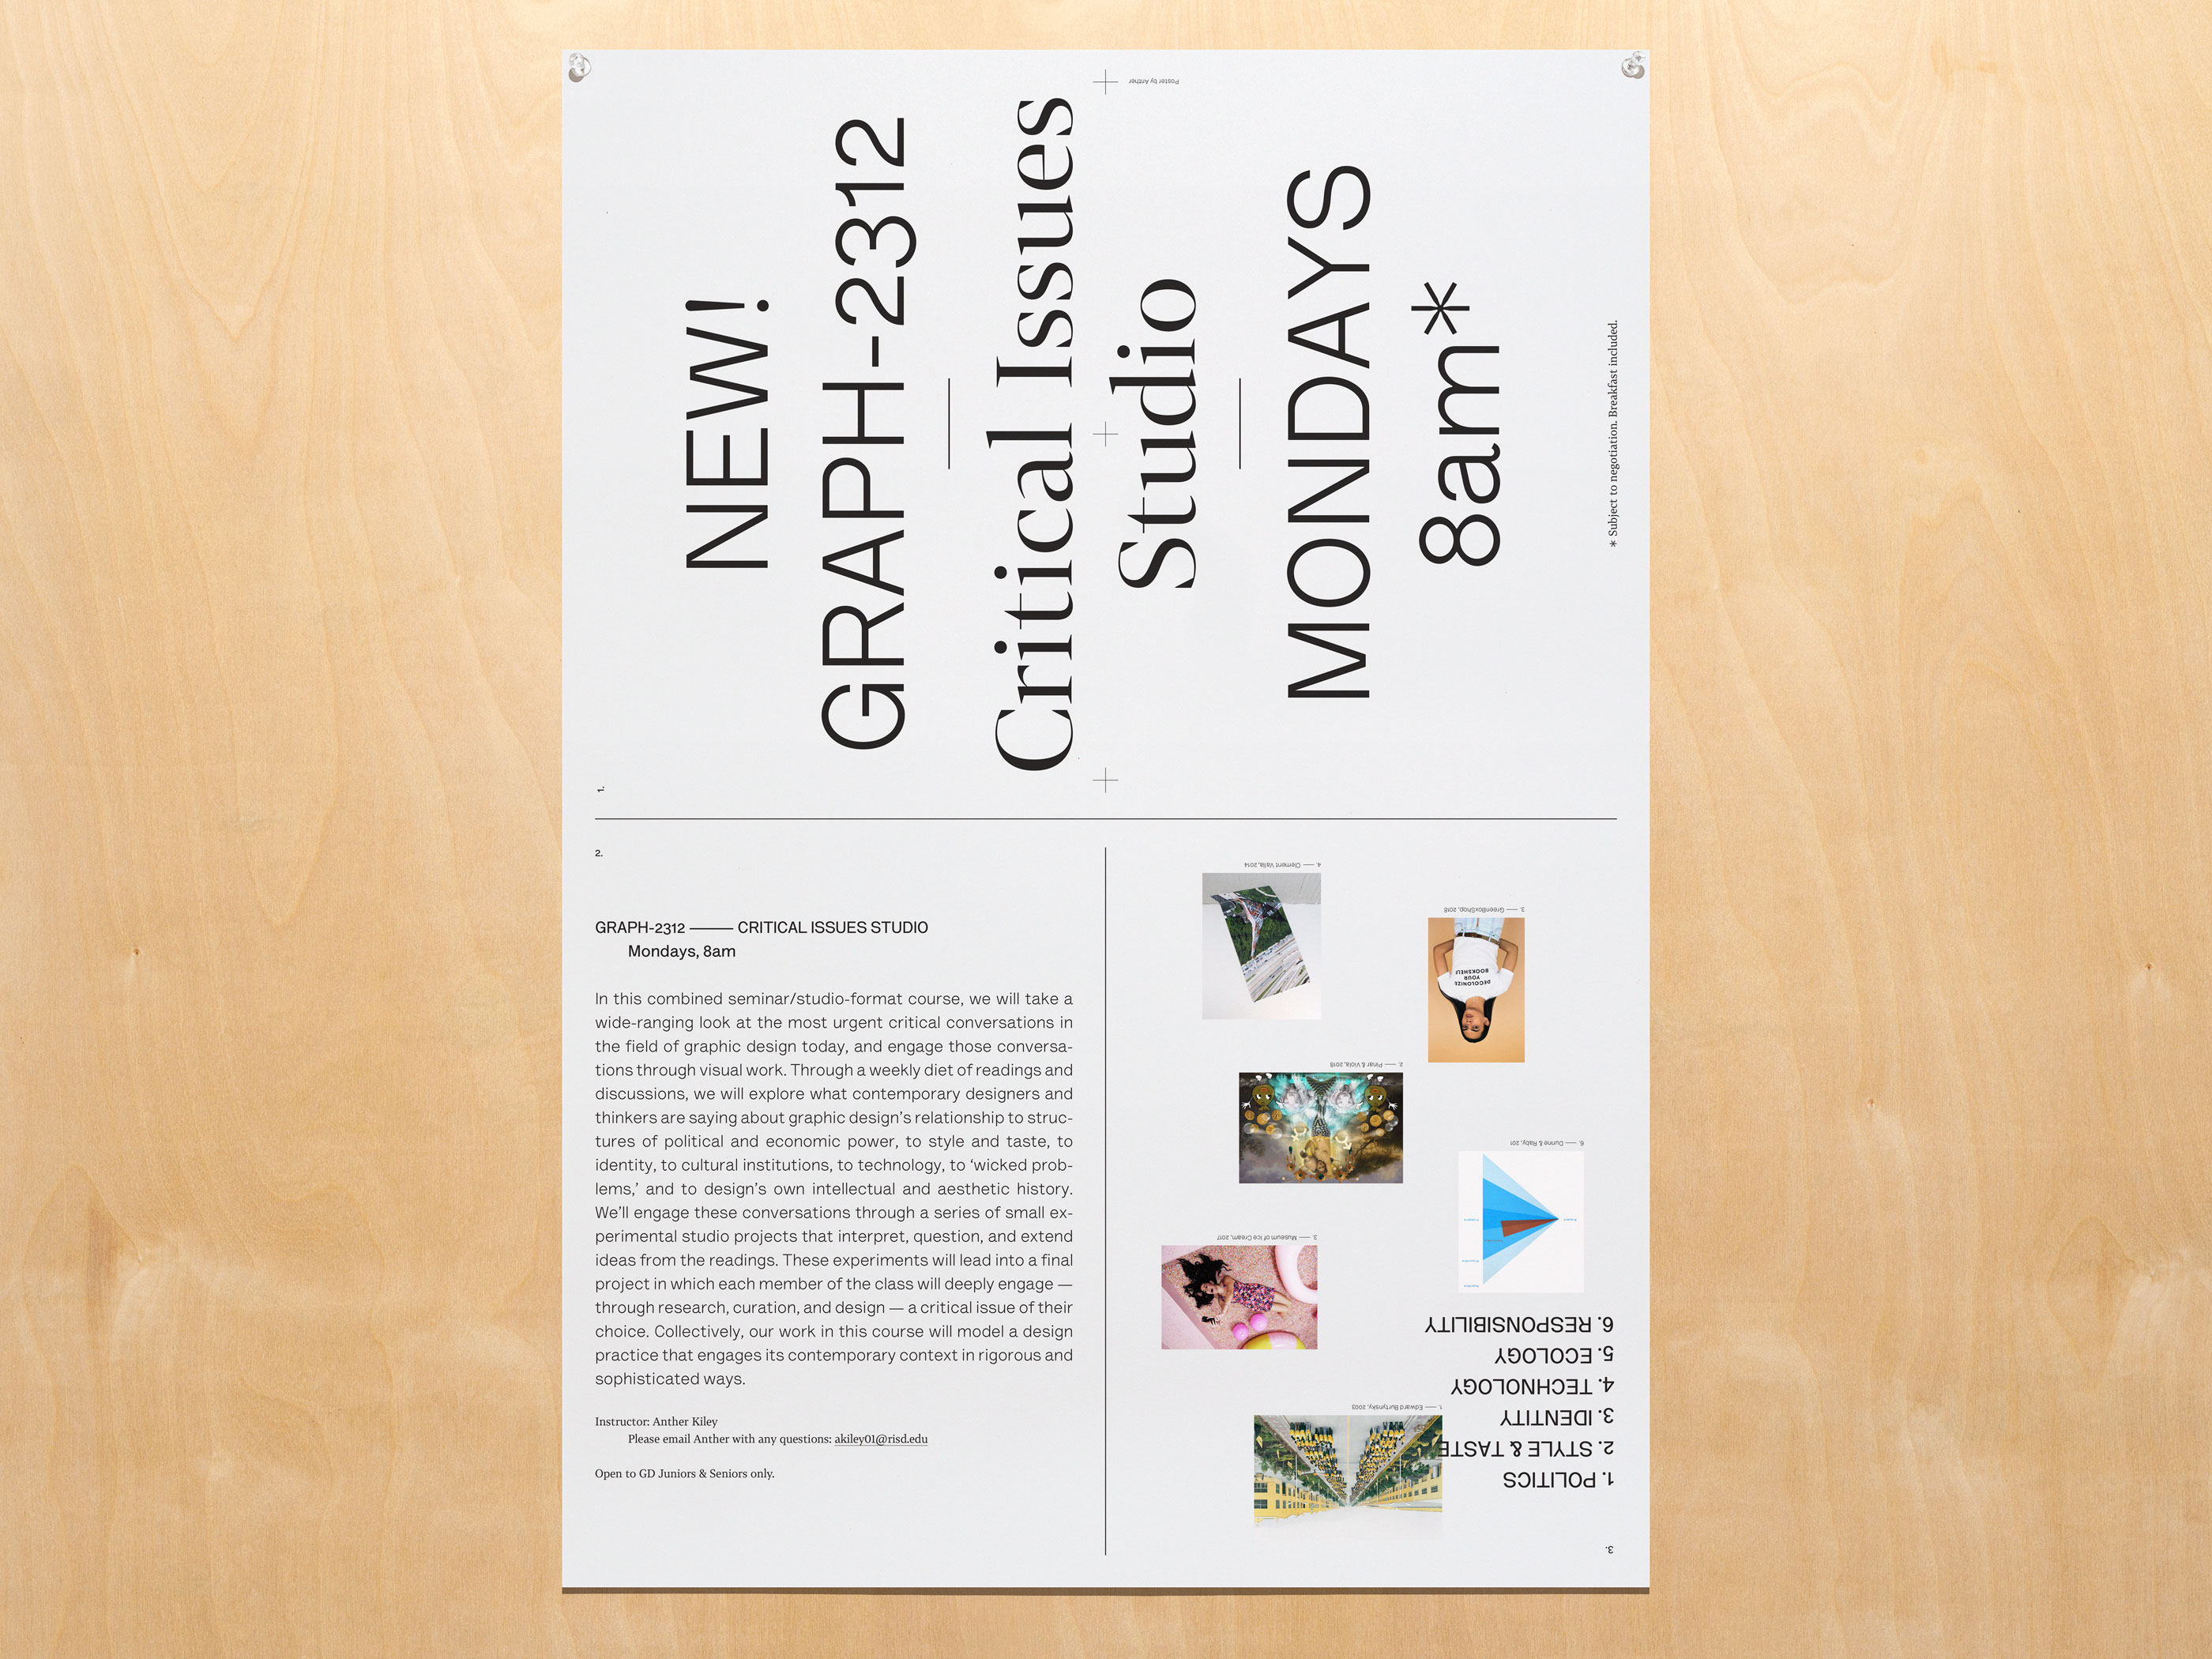 Poster by Anther
NEW!
GRAPH-2312
Critical Issues
Studio
MONDAYS
8am*
* Subject to negotiation. Breakfast included.
1.
2.
GRAPH-2312 —— CRITICAL ISSUES STUDIO
Mondays, 8am
In this combined seminar/studio-format course, we will take a
wide-ranging look at the most urgent critical conversations in
the field of graphic design today, and engage those conversa-
tions through visual work. Through a weekly diet of readings and
discussions, we will explore what contemporary designers and
thinkers are saying about graphic design’s relationship to struc-
tures of political and economic power, to style and taste, to
identity, to cultural institutions, to technology, to ‘wicked prob-
lems,’ and to design’s own intellectual and aesthetic history.
We’ll engage these conversations through a series of small ex-
perimental studio projects that interpret, question, and extend
ideas from the readings. These experiments will lead into a final
project in which each member of the class will deeply engage —
through research, curation, and design — a critical issue of their
choice. Collectively, our work in this course will model a design
practice that engages its contemporary context in rigorous and
sophisticated ways.
Instructor: Anther Kiley
Please email Anther with any questions: akiley01@risd.edu
Open to GD Juniors & Seniors only.
3.
1. POLITICS
2. STYLE & TASTE
3. IDENTITY
4. TECHNOLOGY
5. ECOLOGY
6. RESPONSIBILITY
1. — Edward Burtynsky, 2003
3. — Museum of Ice Cream, 2017
6. — Dunne & Raby, 201
2. — Pinar & Viola, 2015
3. — GreenBoxShop, 2018
DECOLONIZE
YOUR
BOOKSHELF
4. — Clement Valla, 2014